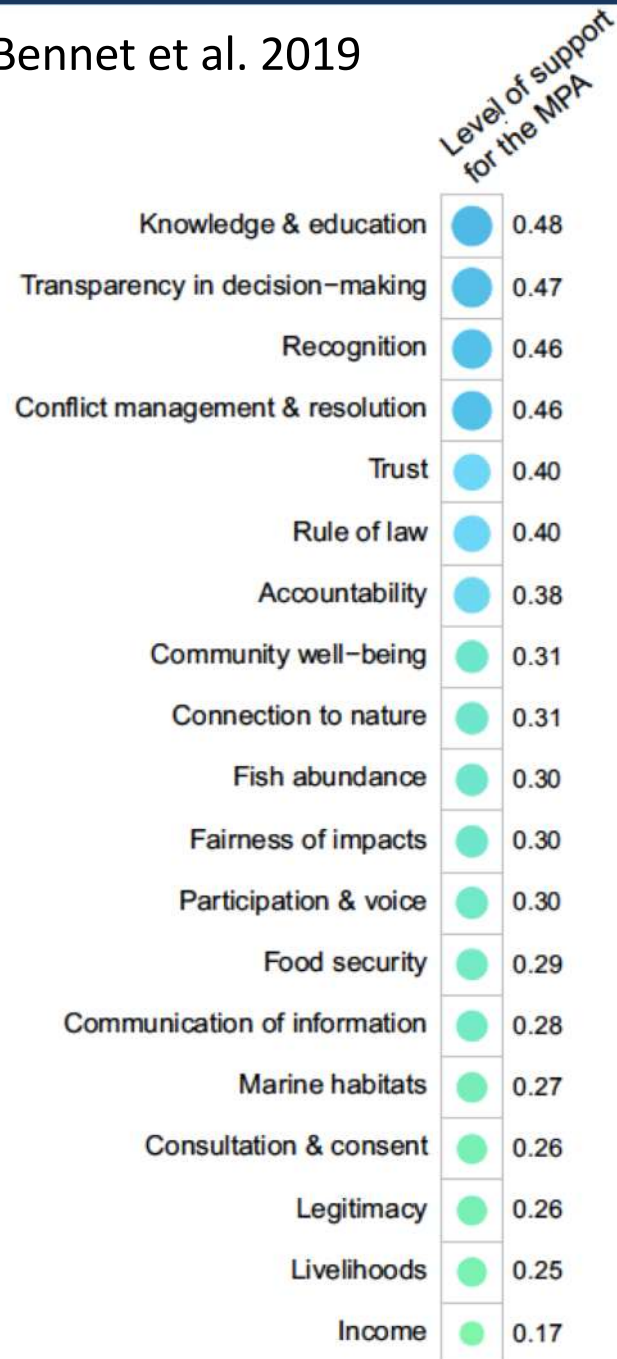 Bennet et al. 2019
Level of support
for the MPA
Knowledge & education 0.48
Transparency in decision−making 0.47
Recognition 0.46
Conflict management & resolution 0.46
Trust 0.40
Rule of law 0.40
Accountability 0.38
Community well−being 0.31
Connection to nature 0.31
Fish abundance 0.30
Fairness of impacts 0.30
Participation & voice 0.30
Food security 0.29
Communication of information 0.28
Marine habitats 0.27
Consultation & consent 0.26
Legitimacy 0.26
Livelihoods 0.25
Income 0.17